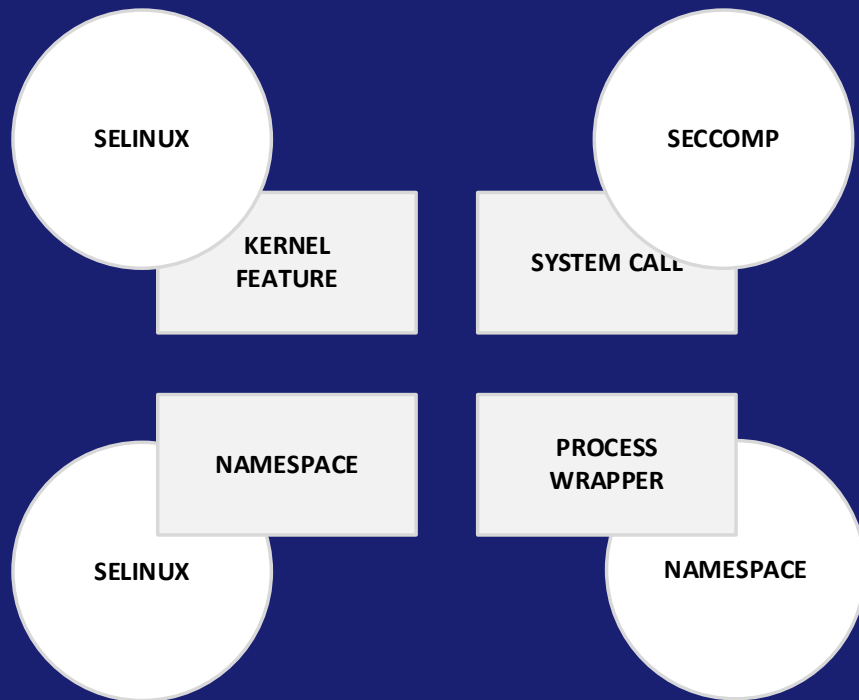 SELINUX
SECCOMP
KERNEL
FEATURE
SYSTEM CALL
NAMESPACE
PROCESS
WRAPPER
SELINUX
NAMESPACE